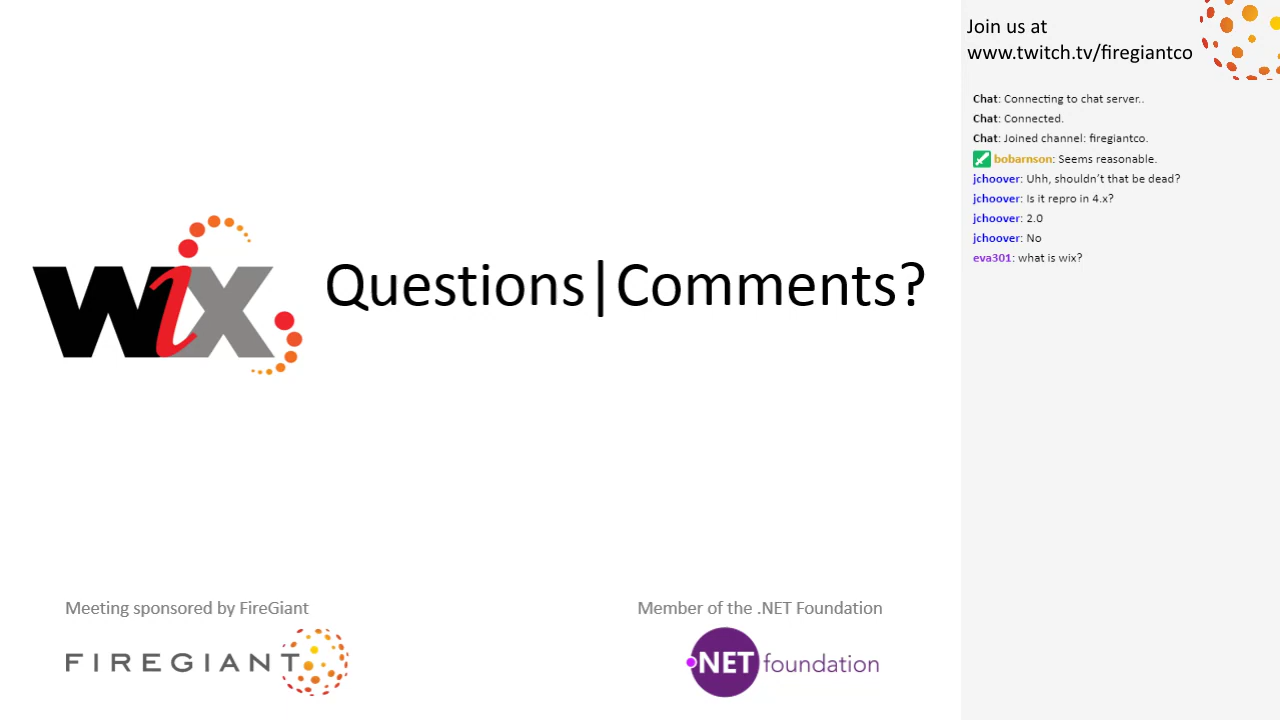 WiX
Questions|Comments?
Meeting sponsored by FireGiant
FIREGIANT
Member of the .NET Foundation
.NET foundation
Join us at
www.twitch.tv/firegiantco
Chat: Connecting to chat server..
Chat: Connected.
Chat: Joined channel: firegiantco.
bobarnson: Seems reasonable.
jchoover: Uhh, shouldn't that be dead?
jchoover: Is it repro in 4.x?
jchoover: 2.0
jchoover: No
eva301: what is wix?